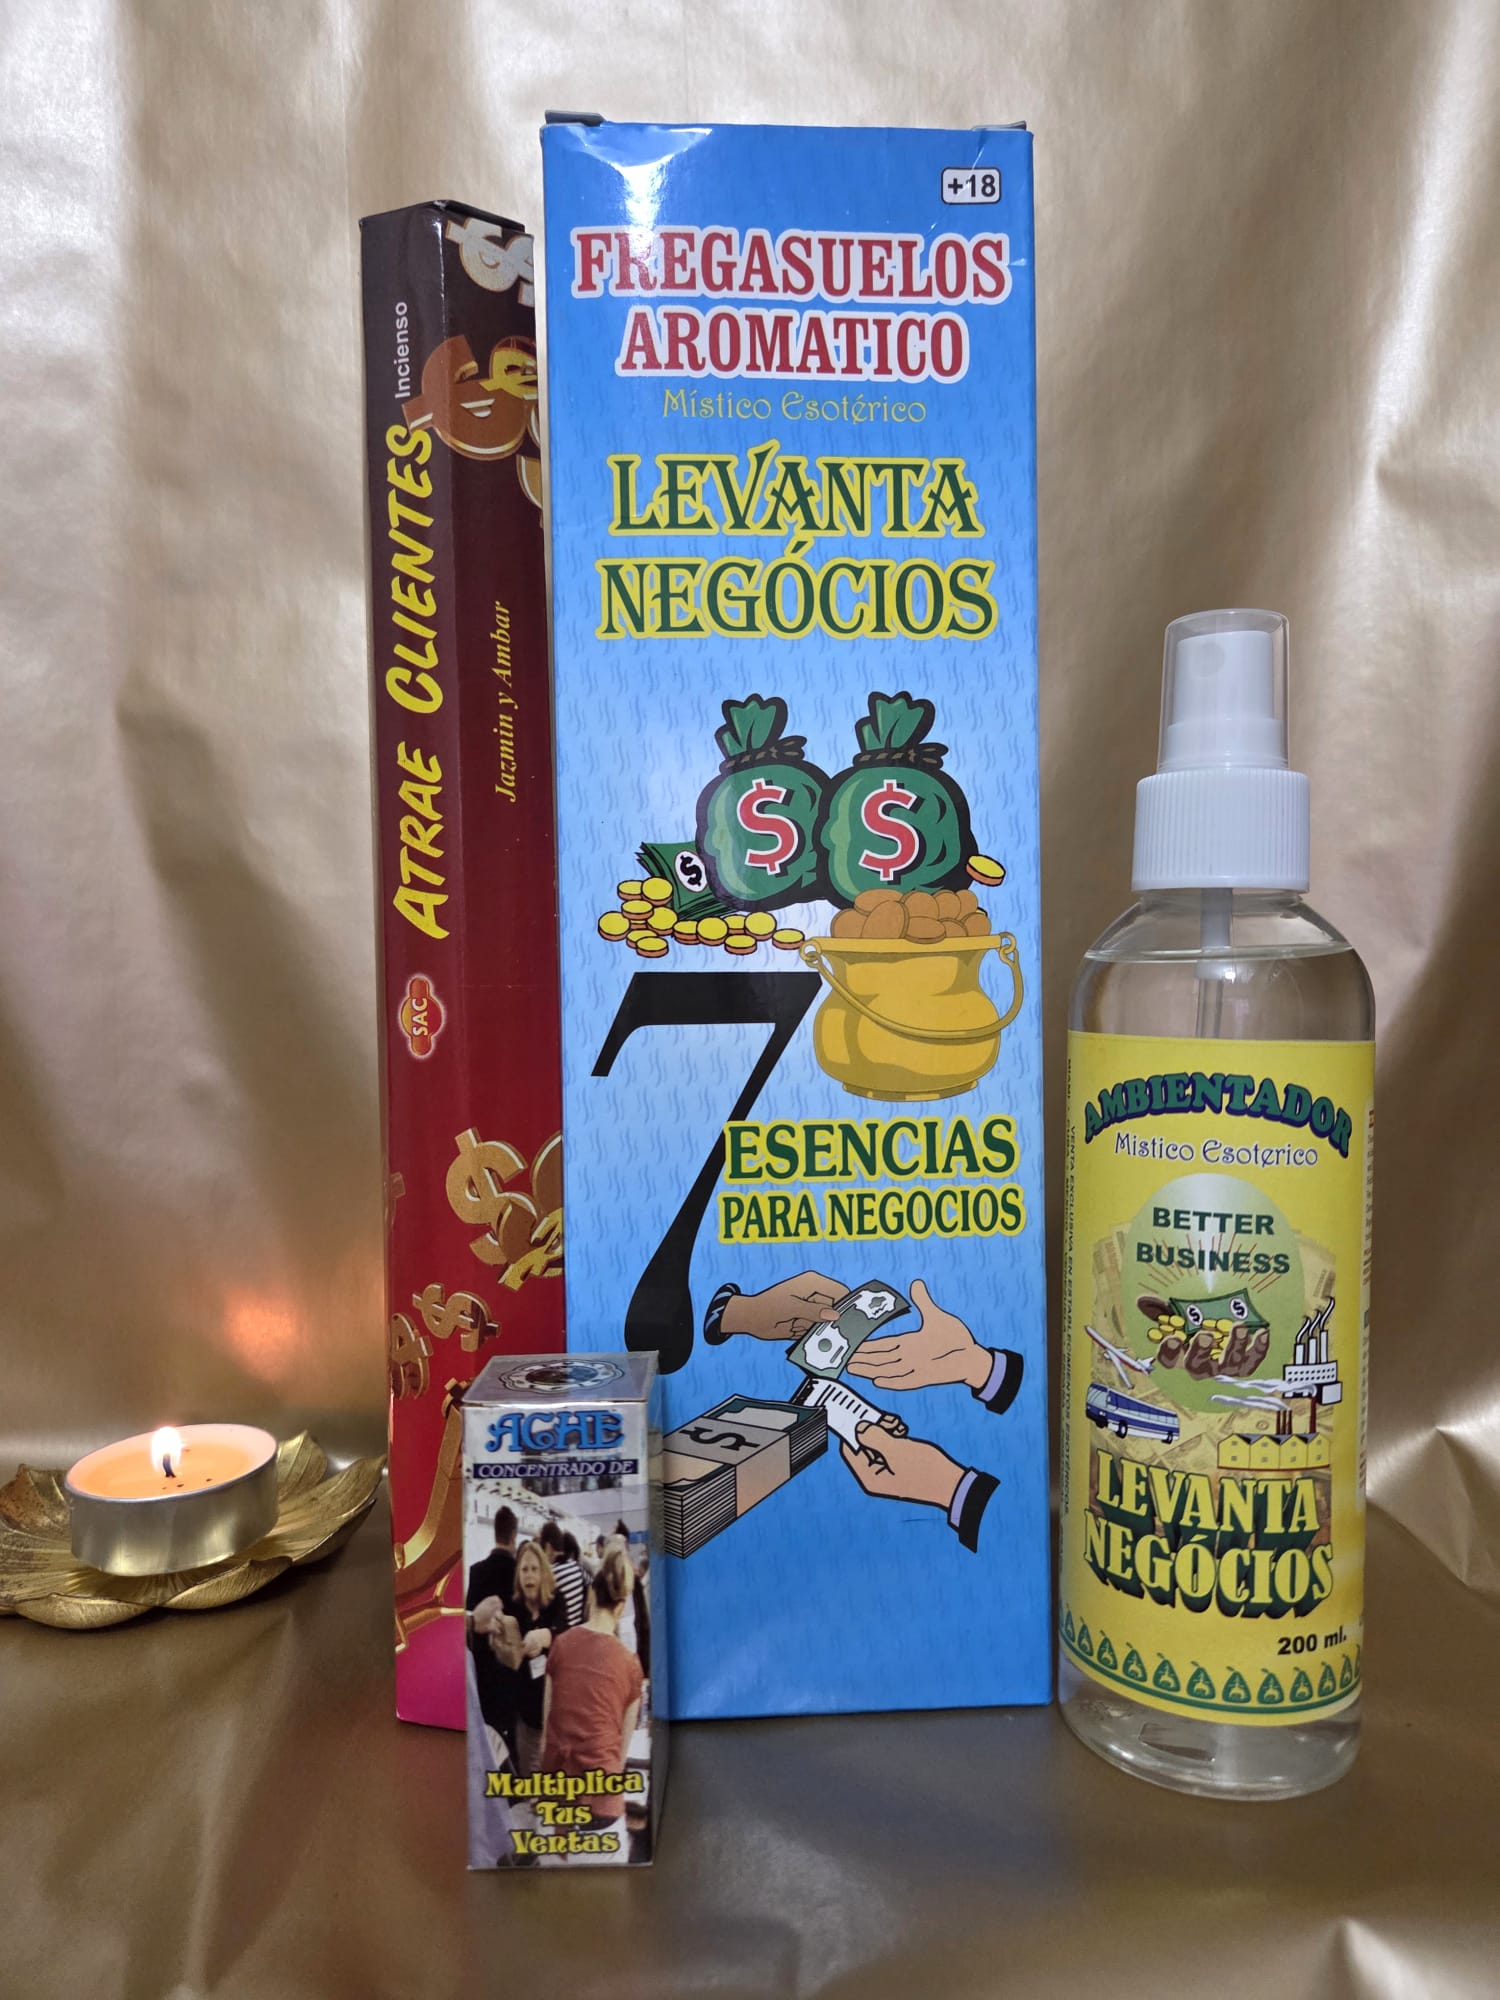 Incienso
ATRAE CLIENTES
Jazmin y Ambar
SAC
+18
FREGASUELOS
AROMATICO
Místico Esotérico
LEVANTA
NEGÓCIOS
$ $
$
7
ESENCIAS
PARA NEGOCIOS
ACHE
CONCENTRADO DE
Multiplica
Tus
Ventas
AMBIENTADOR
Mistico Esoterico
BETTER
BUSINESS
$ $
LEVANTA
NEGÓCIOS
200 ml.